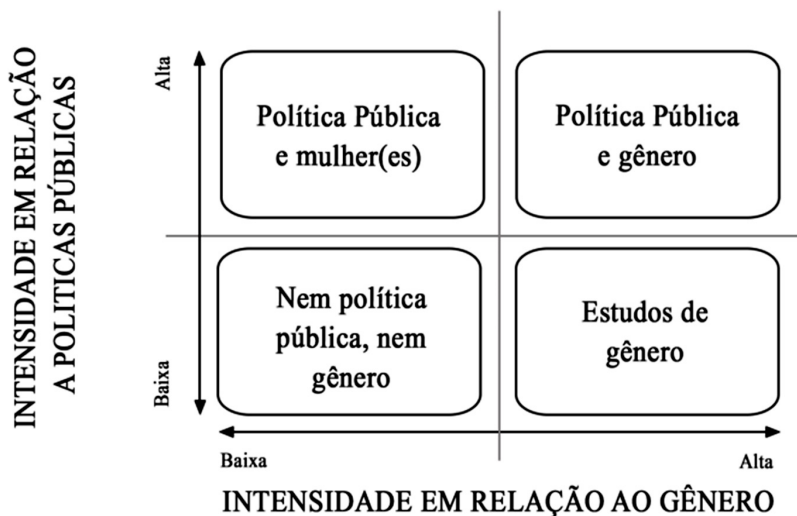 INTENSIDADE EM RELAÇÃO
A POLITICAS PÚBLICAS
Alta
Baixa
Política Pública
e mulher(es)
Política Pública
e gênero
Nem política
pública, nem
gênero
Estudos de
gênero
Baixa
Alta
INTENSIDADE EM RELAÇÃO AO GÊNERO